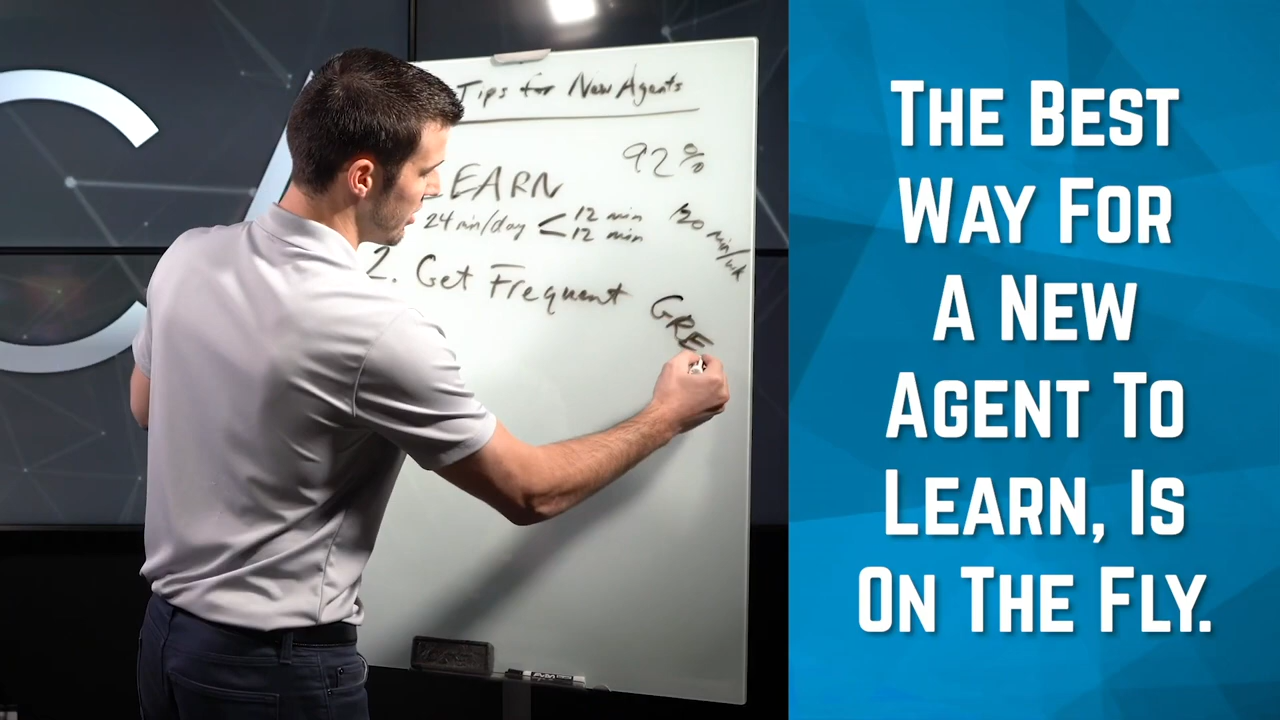 Tips for New Agents
92%
LEARN
24 min/day < 12 min
12 min
120 min/wk
2. Get Frequent
GRE
THE BEST
WAY FOR
A NEW
AGENT TO
LEARN, IS
ON THE FLY.